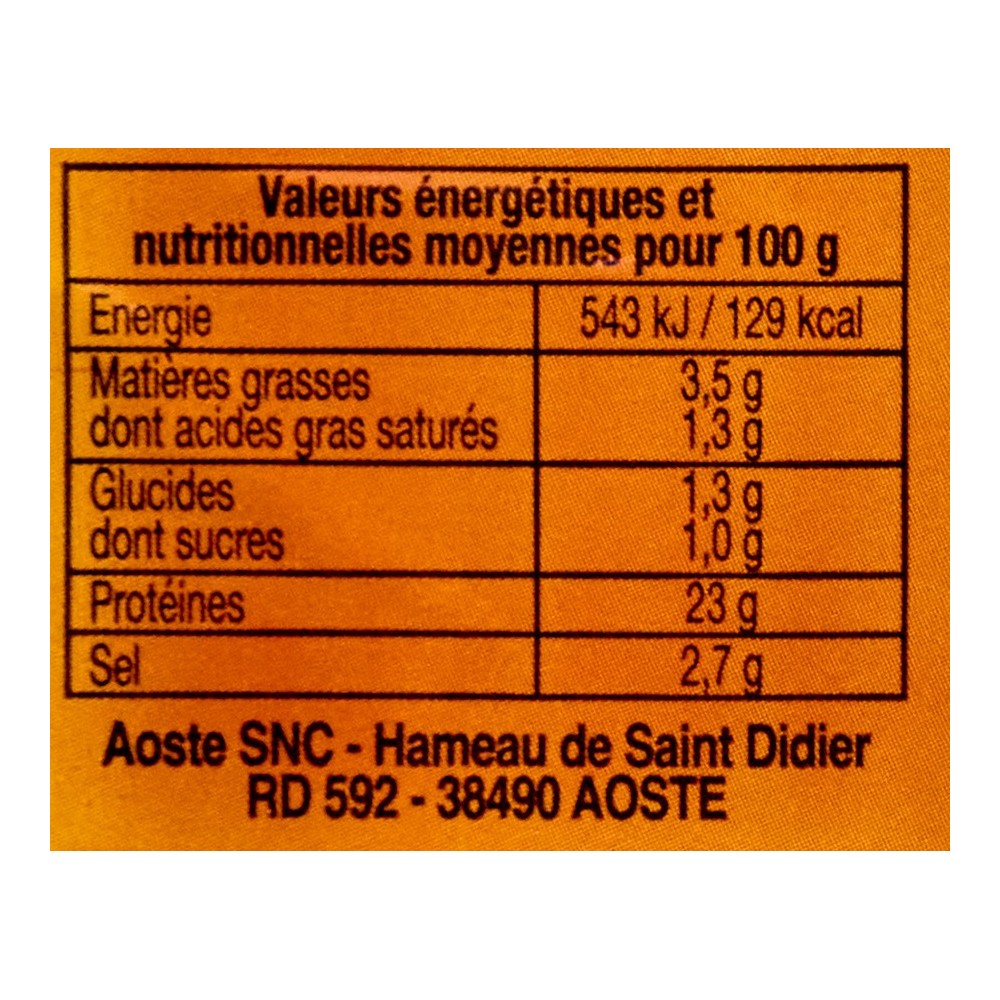 Valeurs énergétiques et
nutritionnelles moyennes pour 100 g
Energie 543 kJ / 129 kcal
Matières grasses 3,5 g
dont acides gras saturés 1,3 g
Glucides 1,3 g
dont sucres 1,0 g
Protéines 23 g
Sel 2,7 g
Aoste SNC - Hameau de Saint Didier
RD 592 - 38490 AOSTE